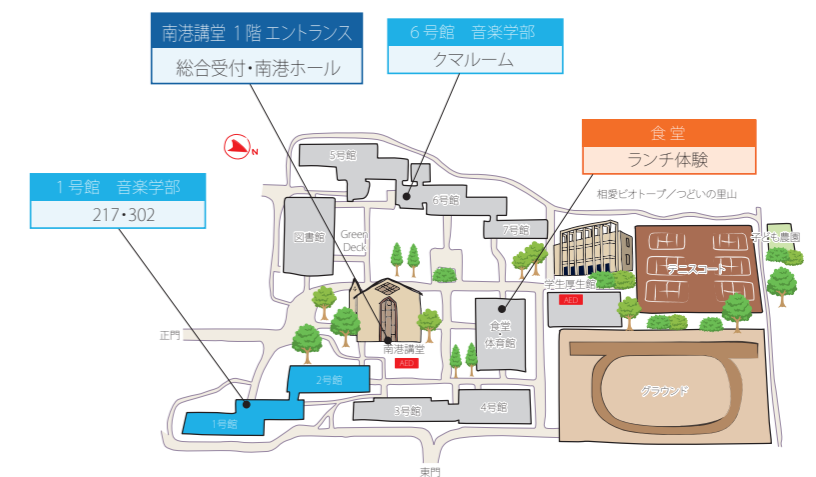 南港講堂 1階 エントランス
総合受付・南港ホール
6号館 音楽学部
クマルーム
食堂
ランチ体験
1号館 音楽学部
217・302
N
5号館
6号館
7号館
相愛ビオトープ／つどいの里山
図書館
Green
Deck
学生厚生館
AED
テニスコート
子ども農園
正門
南港講堂
AED
食堂
・
体育館
グラウンド
2号館
1号館
3号館
4号館
東門